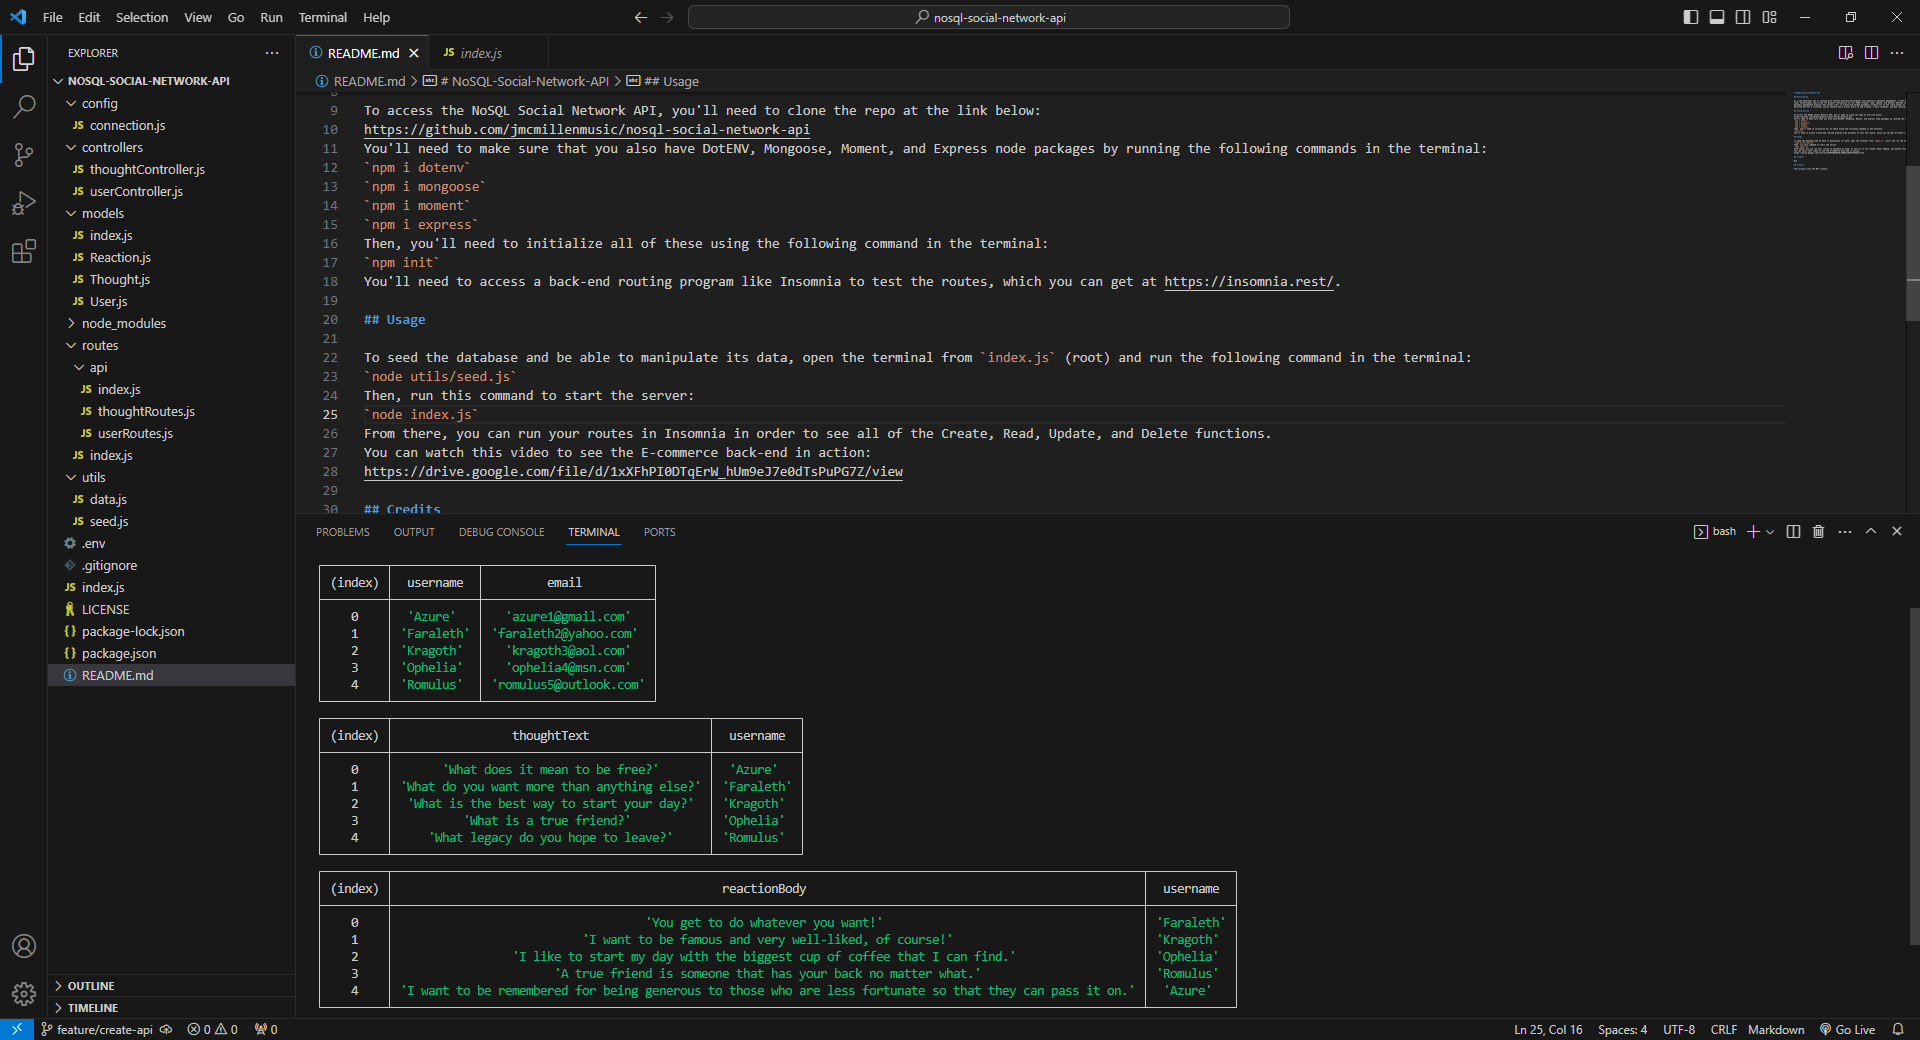 File Edit Selection View Go Run Terminal Help
nosql-social-network-api
EXPLORER
NOSQL-SOCIAL-NETWORK-API
config
JS connection.js
controllers
JS thoughtController.js
JS userController.js
models
JS index.js
JS Reaction.js
JS Thought.js
JS User.js
node_modules
routes
api
JS index.js
JS thoughtRoutes.js
JS userRoutes.js
JS index.js
utils
JS data.js
JS seed.js
.env
.gitignore
JS index.js
LICENSE
{} package-lock.json
{} package.json
README.md
OUTLINE
TIMELINE
README.md JS index.js
README.md > # NoSQL-Social-Network-API > ## Usage
9 To access the NoSQL Social Network API, you'll need to clone the repo at the link below:
10 https://github.com/jmcmillenmusic/nosql-social-network-api
11 You'll need to make sure that you also have DotENV, Mongoose, Moment, and Express node packages by running the following commands in the terminal:
12 `npm i dotenv`
13 `npm i mongoose`
14 `npm i moment`
15 `npm i express`
16 Then, you'll need to initialize all of these using the following command in the terminal:
17 `npm init`
18 You'll need to access a back-end routing program like Insomnia to test the routes, which you can get at https://insomnia.rest/.
19
20 ## Usage
21
22 To seed the database and be able to manipulate its data, open the terminal from `index.js` (root) and run the following command in the terminal:
23 `node utils/seed.js`
24 Then, run this command to start the server:
25 `node index.js`
26 From there, you can run your routes in Insomnia in order to see all of the Create, Read, Update, and Delete functions.
27 You can watch this video to see the E-commerce back-end in action:
28 https://drive.google.com/file/d/1xXFhPI0DTqErW_hUm9eJ7e0dTsPuPG7Z/view
29
30 ## Credits
PROBLEMS OUTPUT DEBUG CONSOLE TERMINAL PORTS
bash
(index) username email
0 'Azure' 'azure1@gmail.com'
1 'Faraleth' 'faraleth2@yahoo.com'
2 'Kragoth' 'kragoth3@aol.com'
3 'Ophelia' 'ophelia4@msn.com'
4 'Romulus' 'romulus5@outlook.com'
(index) thoughtText username
0 'What does it mean to be free?' 'Azure'
1 'What do you want more than anything else?' 'Faraleth'
2 'What is the best way to start your day?' 'Kragoth'
3 'What is a true friend?' 'Ophelia'
4 'What legacy do you hope to leave?' 'Romulus'
(index) reactionBody username
0 'You get to do whatever you want!' 'Faraleth'
1 'I want to be famous and very well-liked, of course!' 'Kragoth'
2 'I like to start my day with the biggest cup of coffee that I can find.' 'Ophelia'
3 'A true friend is someone that has your back no matter what.' 'Romulus'
4 'I want to be remembered for being generous to those who are less fortunate so that they can pass it on.' 'Azure'
feature/create-api 0 0 0 Ln 25, Col 16 Spaces: 4 UTF-8 CRLF Markdown Go Live